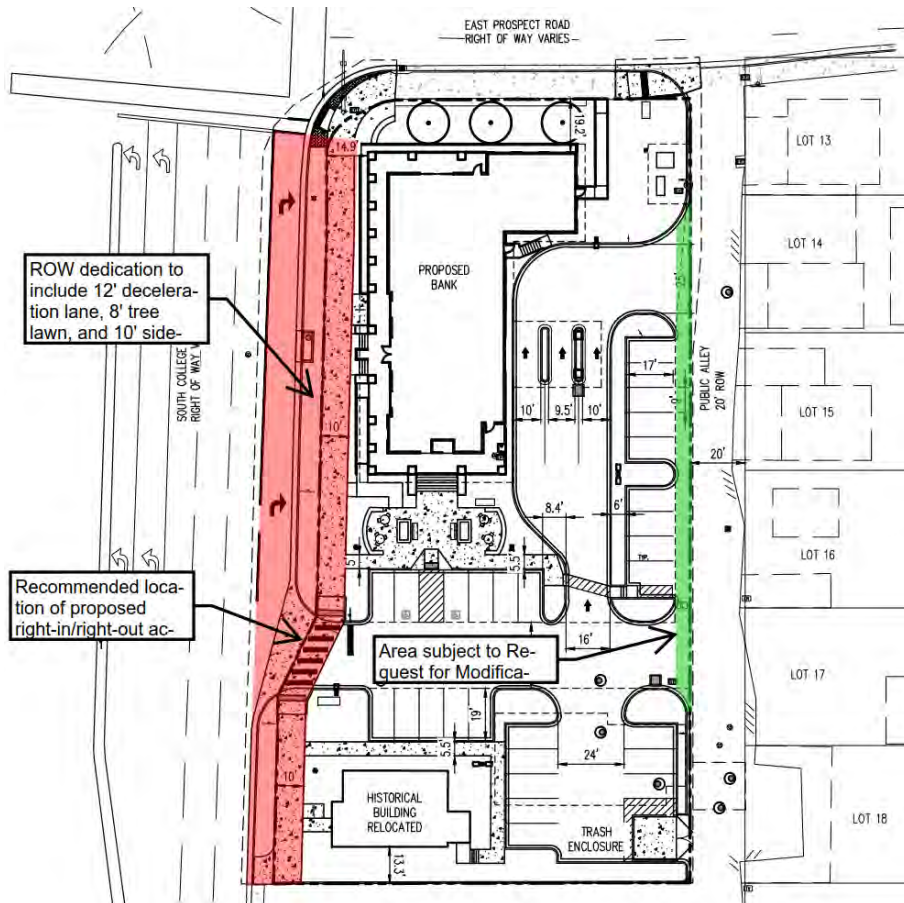 EAST PROSPECT ROAD
RIGHT OF WAY VARIES
19.2'
14.9'
LOT 13
LOT 14
PROPOSED
BANK
ROW dedication to
include 12' decelera-
tion lane, 8' tree
lawn, and 10' side-
SOUTH COLLEGE
RIGHT OF WAY
25'
17'
PUBLIC ALLEY
20' ROW
LOT 15
10'
9.5'
10'
10'
20'
8.4'
6'
LOT 16
TYP.
5'
5.5'
Recommended loca-
tion of proposed
right-in/right-out ac-
16'
Area subject to Re-
quest for Modifica-
LOT 17
19'
5.5'
24'
10'
HISTORICAL
BUILDING
RELOCATED
TRASH
ENCLOSURE
LOT 18
13.3'